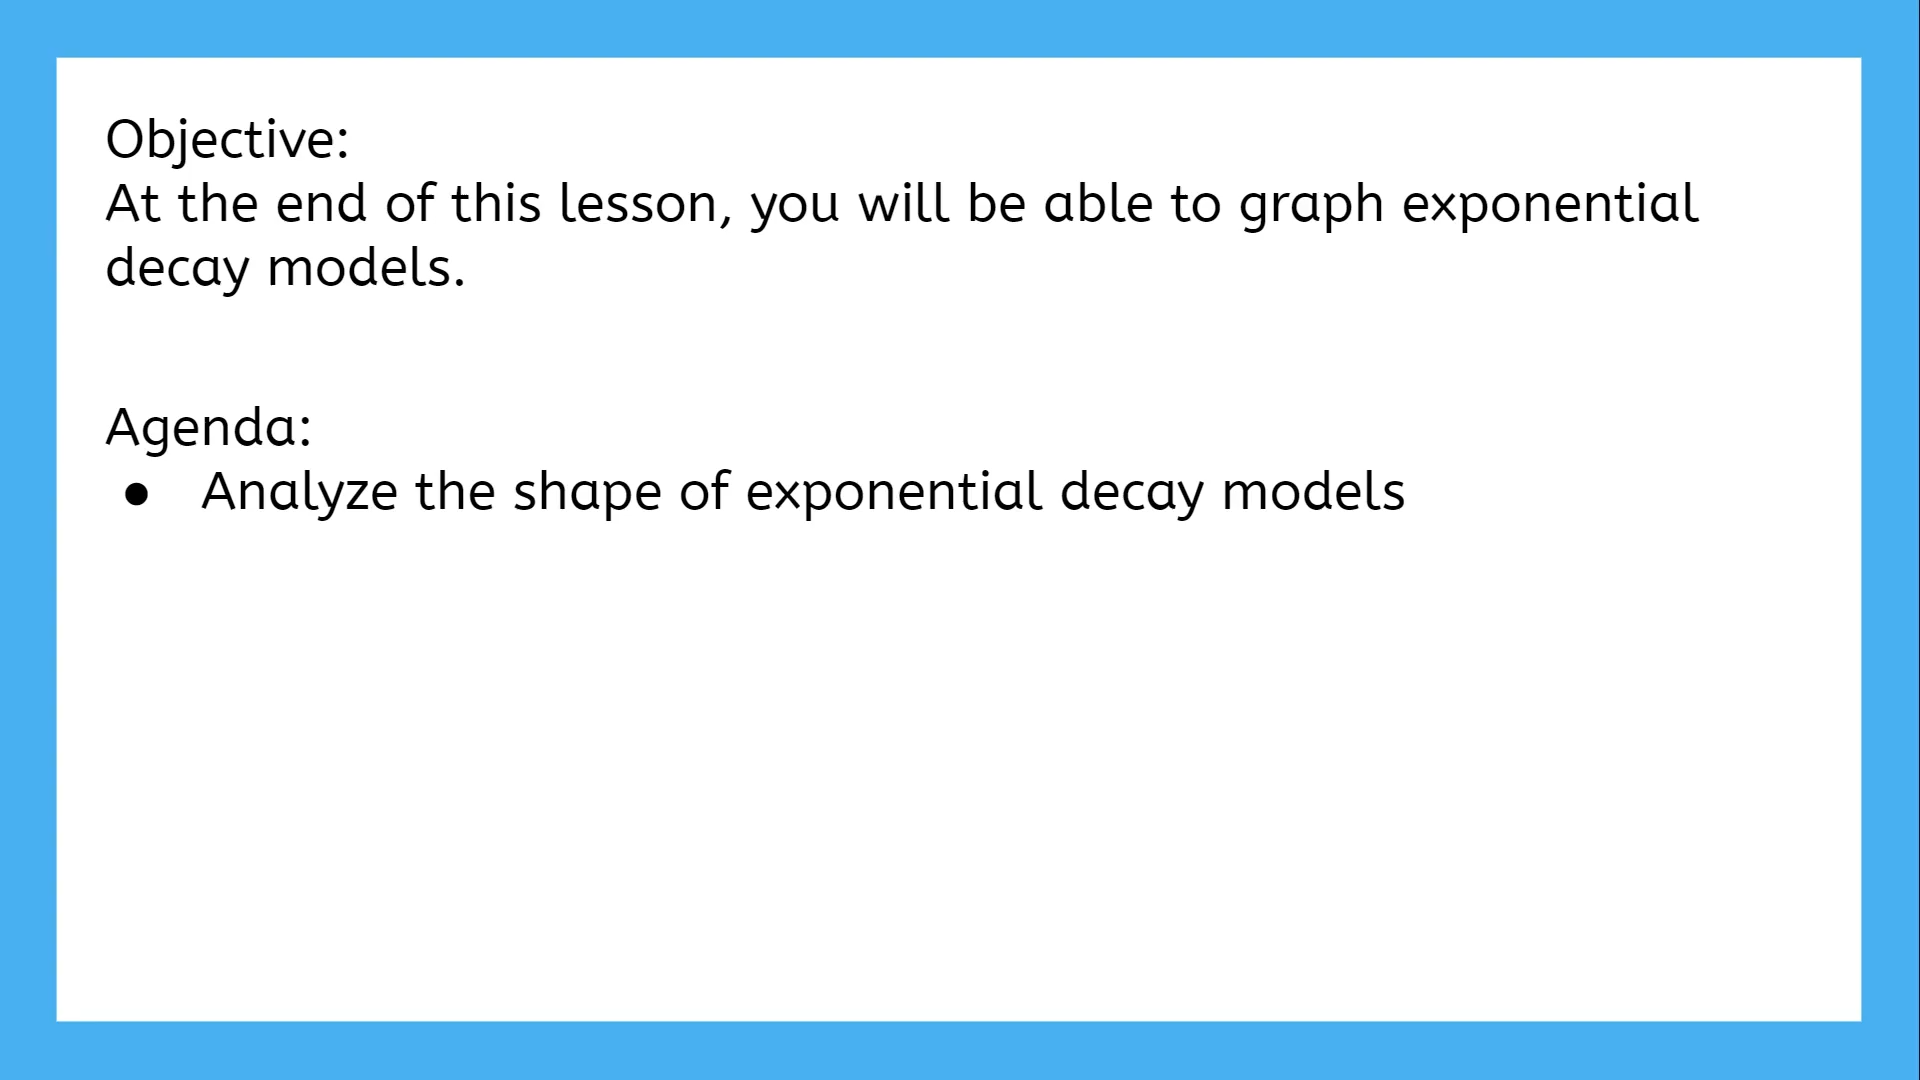 Objective:
At the end of this lesson, you will be able to graph exponential
decay models.
Agenda:
● Analyze the shape of exponential decay models